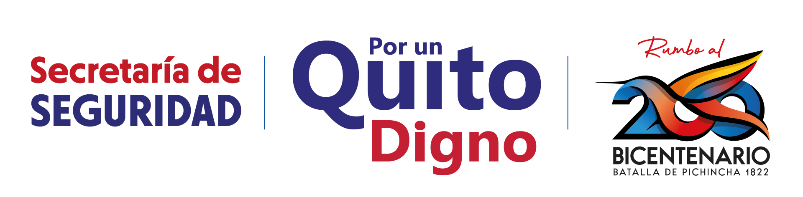 Secretaría de
SEGURIDAD
Por un
Quito
Digno
Rumbo al
200
BICENTENARIO
BATALLA DE PICHINCHA 1822